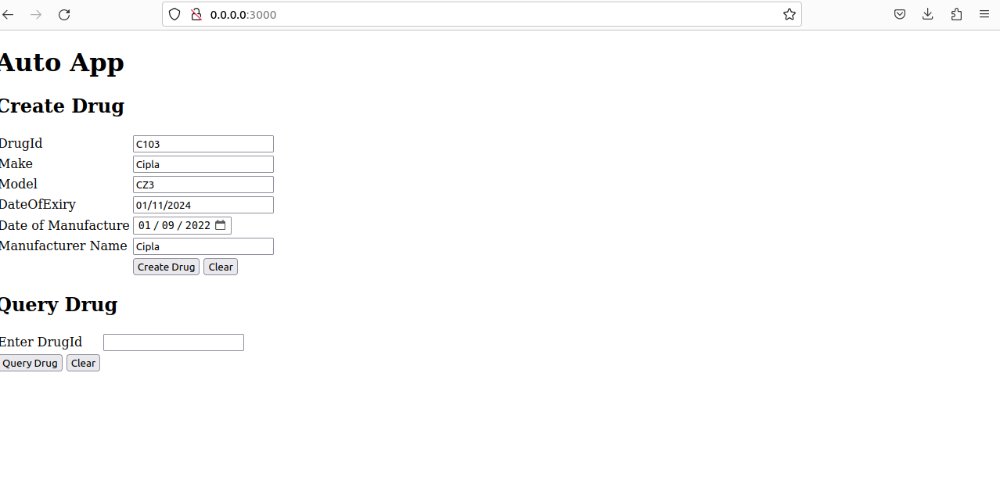 0.0.0.0:3000
Auto App
Create Drug
DrugId C103
Make Cipla
Model CZ3
DateOfExiry 01/11/2024
Date of Manufacture 01 / 09 / 2022
Manufacturer Name Cipla
Create Drug Clear
Query Drug
Enter DrugId
Query Drug Clear